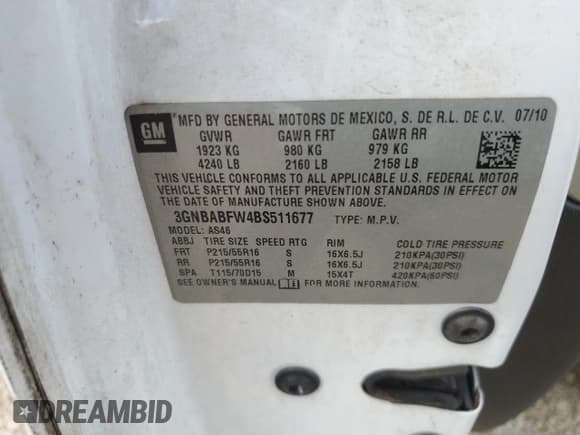 GM
*MFD BY GENERAL MOTORS DE MEXICO, S. DE R.L. DE C.V. 07/10
GVWR GAWR FRT GAWR RR
1923 KG 980 KG 979 KG
4240 LB 2160 LB 2158 LB
THIS VEHICLE CONFORMS TO ALL APPLICABLE U.S. FEDERAL MOTOR
VEHICLE SAFETY AND THEFT PREVENTION STANDARDS IN EFFECT ON
THE DATE OF MANUFACTURE SHOWN ABOVE.
3GNBABFW4BS511677 TYPE: M.P.V.
MODEL: AS46
ABBJ TIRE SIZE SPEED RTG RIM COLD TIRE PRESSURE
FRT P215/55R16 S 16X6.5J 210KPA(30PSI)
RR P215/55R16 S 16X6.5J 210KPA(30PSI)
SPA T115/70D15 M 15X4T 420KPA(60PSI)
SEE OWNER'S MANUAL FOR MORE INFORMATION.
DREAMBID